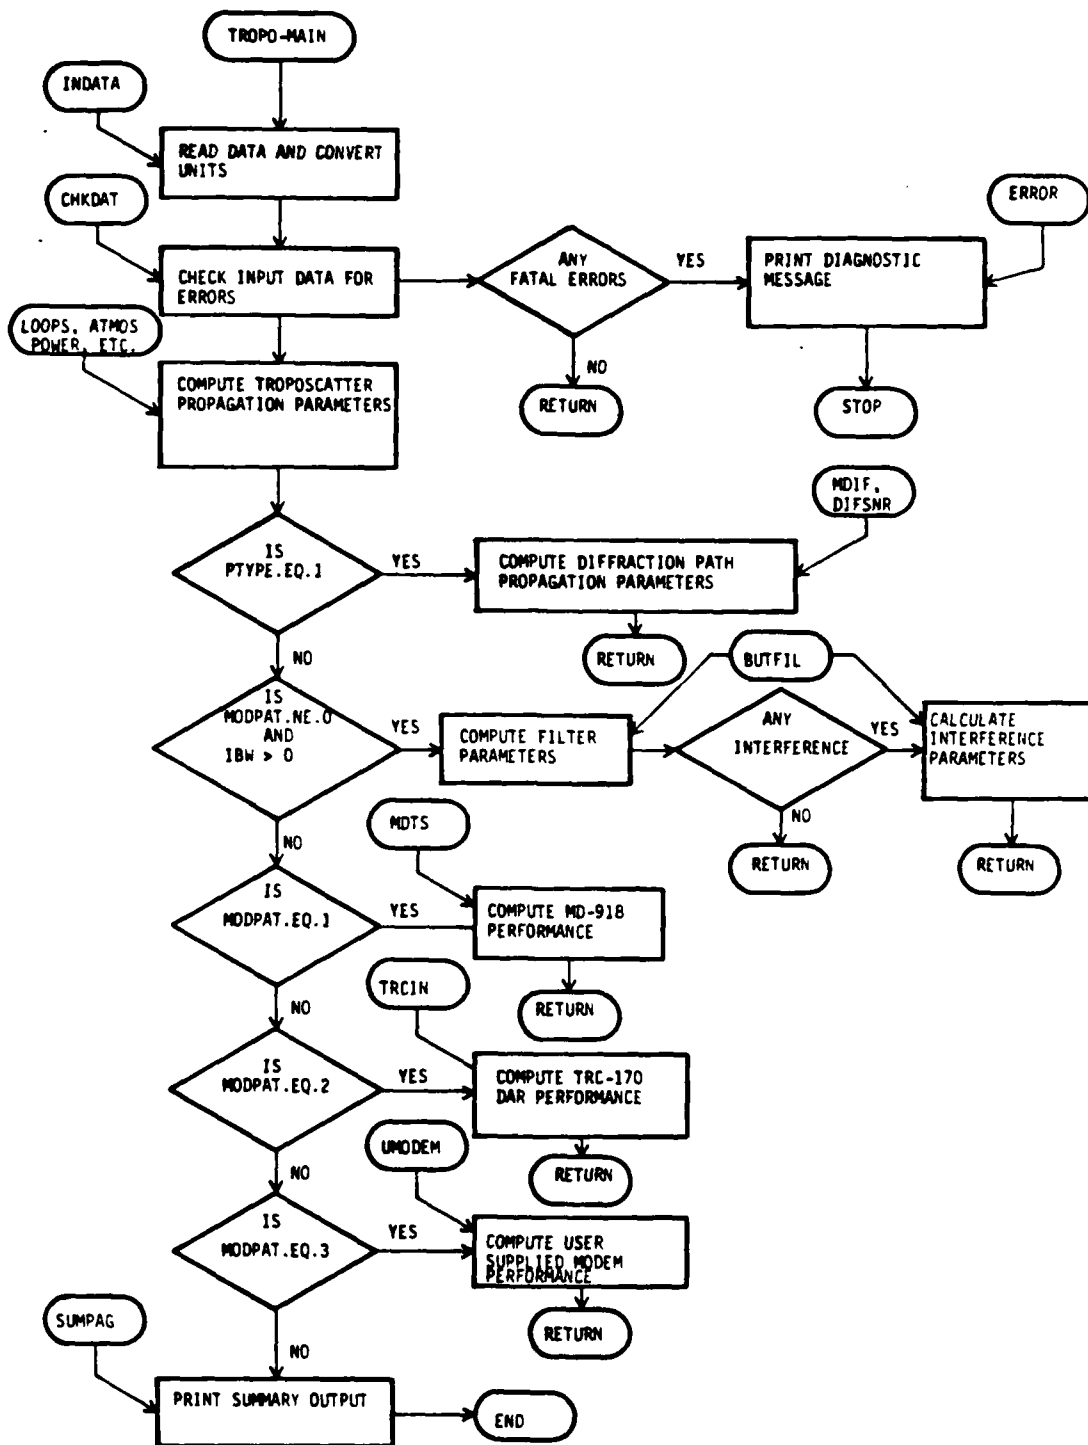 TROPO-MAIN
INDATA
READ DATA AND CONVERT
UNITS
CHKDAT
ERROR
CHECK INPUT DATA FOR
ERRORS
ANY
FATAL ERRORS
YES
PRINT DIAGNOSTIC
MESSAGE
LOOPS, ATMOS
POWER, ETC.
NO
COMPUTE TROPOSCATTER
PROPAGATION PARAMETERS
RETURN
STOP
MDIF,
DIFSNR
IS
PTYPE.EQ.1
YES
COMPUTE DIFFRACTION PATH
PROPAGATION PARAMETERS
NO
RETURN
BUTFIL
IS
MODPAT.NE.0
AND
IBW > 0
YES
COMPUTE FILTER
PARAMETERS
ANY
INTERFERENCE
YES
CALCULATE
INTERFERENCE
PARAMETERS
NO
NO
RETURN
RETURN
MDTS
IS
MODPAT.EQ.1
YES
COMPUTE MD-918
PERFORMANCE
NO
RETURN
TRCIN
IS
MODPAT.EQ.2
YES
COMPUTE TRC-170
DAR PERFORMANCE
NO
RETURN
UMODEM
IS
MODPAT.EQ.3
YES
COMPUTE USER
SUPPLIED MODEM
PERFORMANCE
NO
RETURN
SUMPAG
PRINT SUMMARY OUTPUT
END